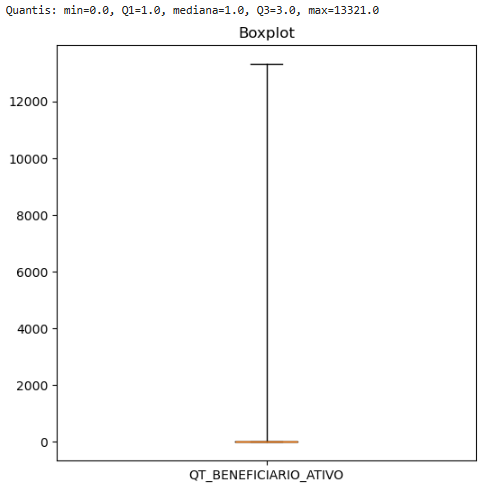 Quantis: min=0.0, Q1=1.0, mediana=1.0, Q3=3.0, max=13321.0
Boxplot
12000
10000
8000
6000
4000
2000
0
QT_BENEFICIARIO_ATIVO